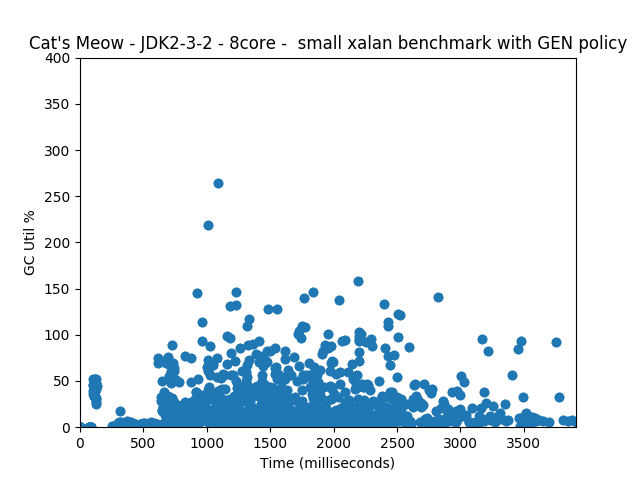 Cat's Meow - JDK2-3-2 - 8core -  small xalan benchmark with GEN policy
400
350
300
250
200
150
100
50
0
GC Util %
0 500 1000 1500 2000 2500 3000 3500
Time (milliseconds)